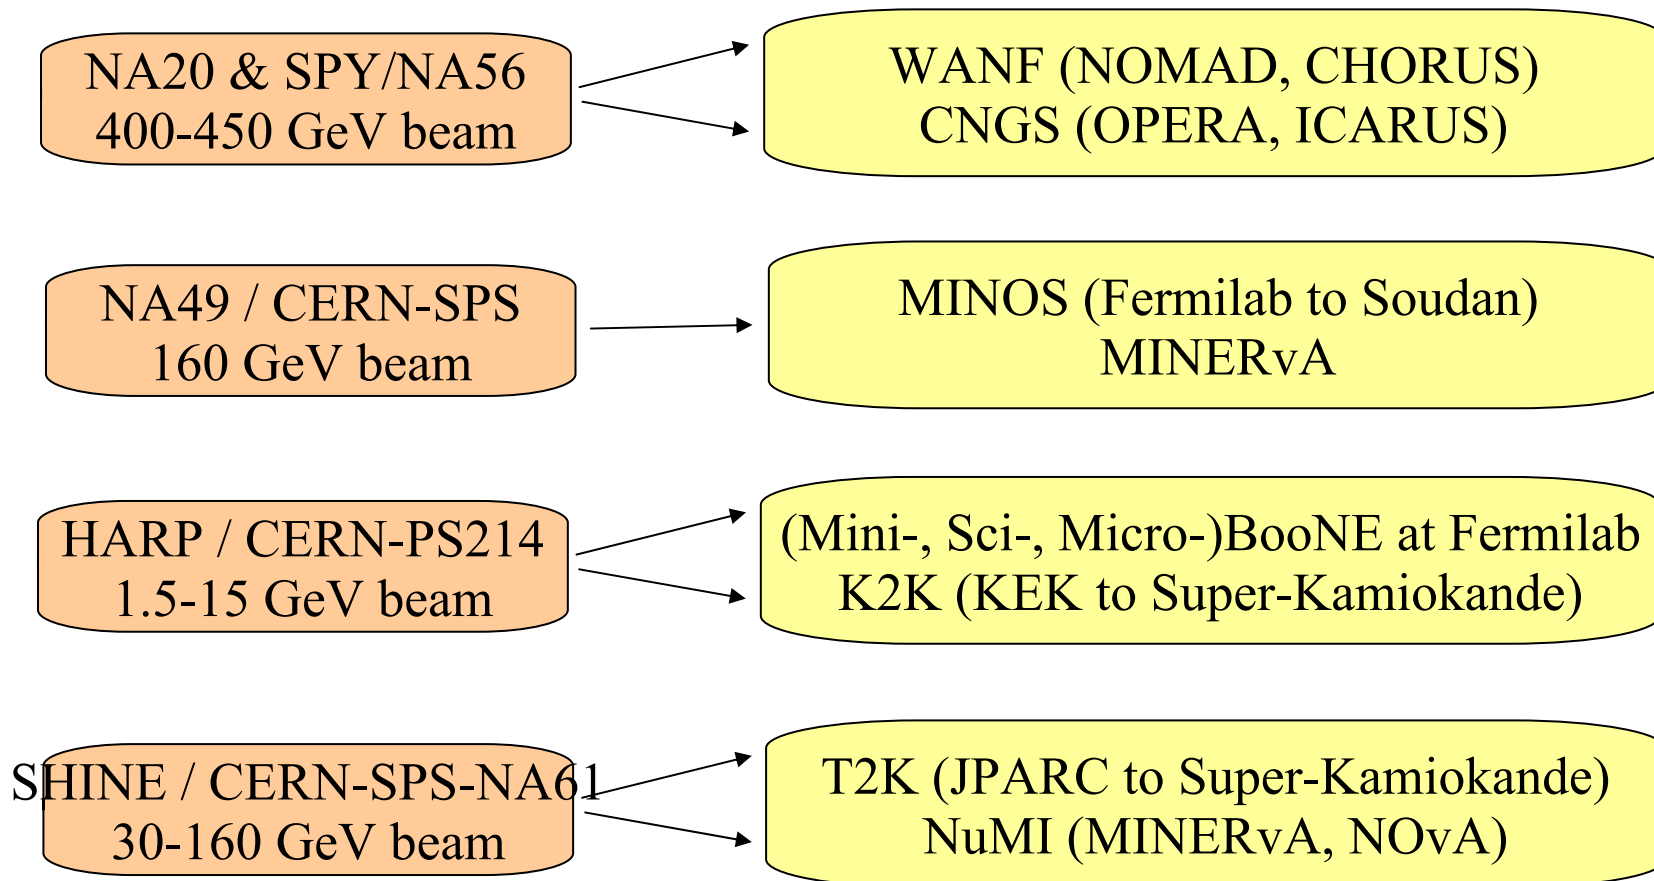 NA20 & SPY/NA56
400-450 GeV beam
WANF (NOMAD, CHORUS)
CNGS (OPERA, ICARUS)
NA49 / CERN-SPS
160 GeV beam
MINOS (Fermilab to Soudan)
MINERvA
HARP / CERN-PS214
1.5-15 GeV beam
(Mini-, Sci-, Micro-)BooNE at Fermilab
K2K (KEK to Super-Kamiokande)
SHINE / CERN-SPS-NA61
30-160 GeV beam
T2K (JPARC to Super-Kamiokande)
NuMI (MINERvA, NOvA)